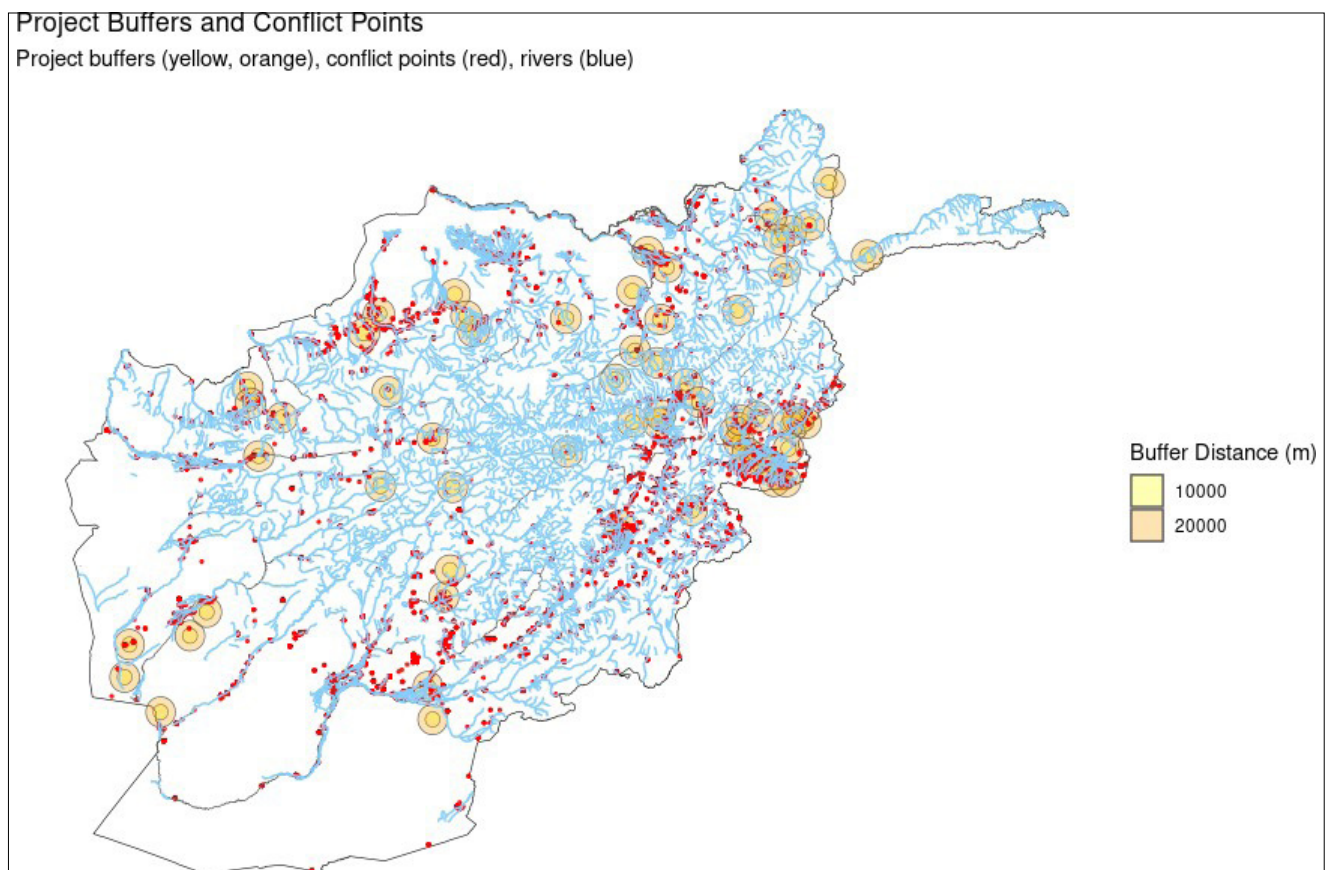 Project Buffers and Conflict Points
Project buffers (yellow, orange), conflict points (red), rivers (blue)
Buffer Distance (m)
10000
20000